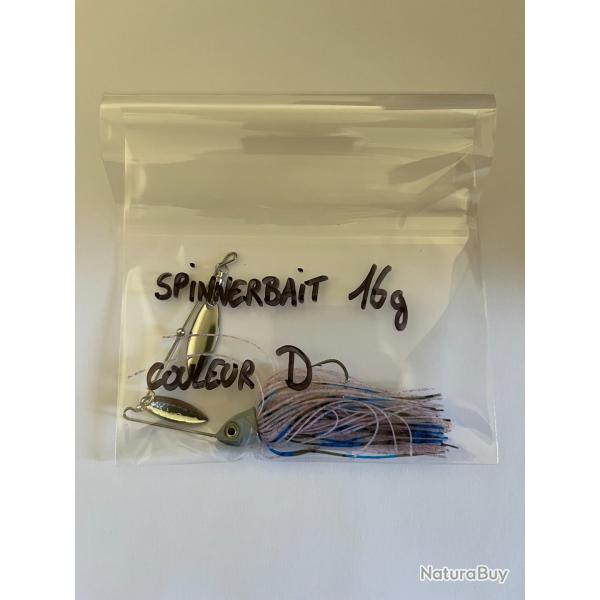 SPINNERBAIT 16g
COULEUR D
NaturaBuy